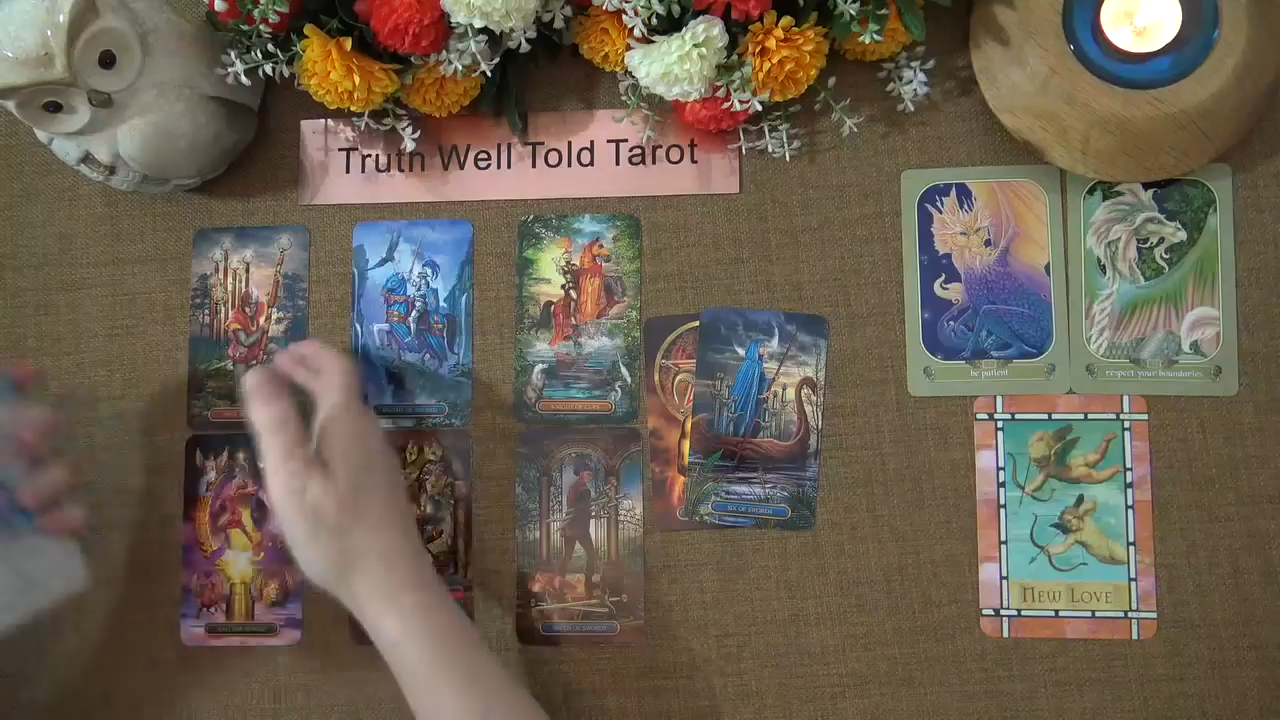 Truth Well Told Tarot
KNIGHT OF SWORDS
KNIGHT OF CUPS
SIX OF SWORDS
SEVEN OF SWORDS
be patient
respect your boundaries
NEW LOVE